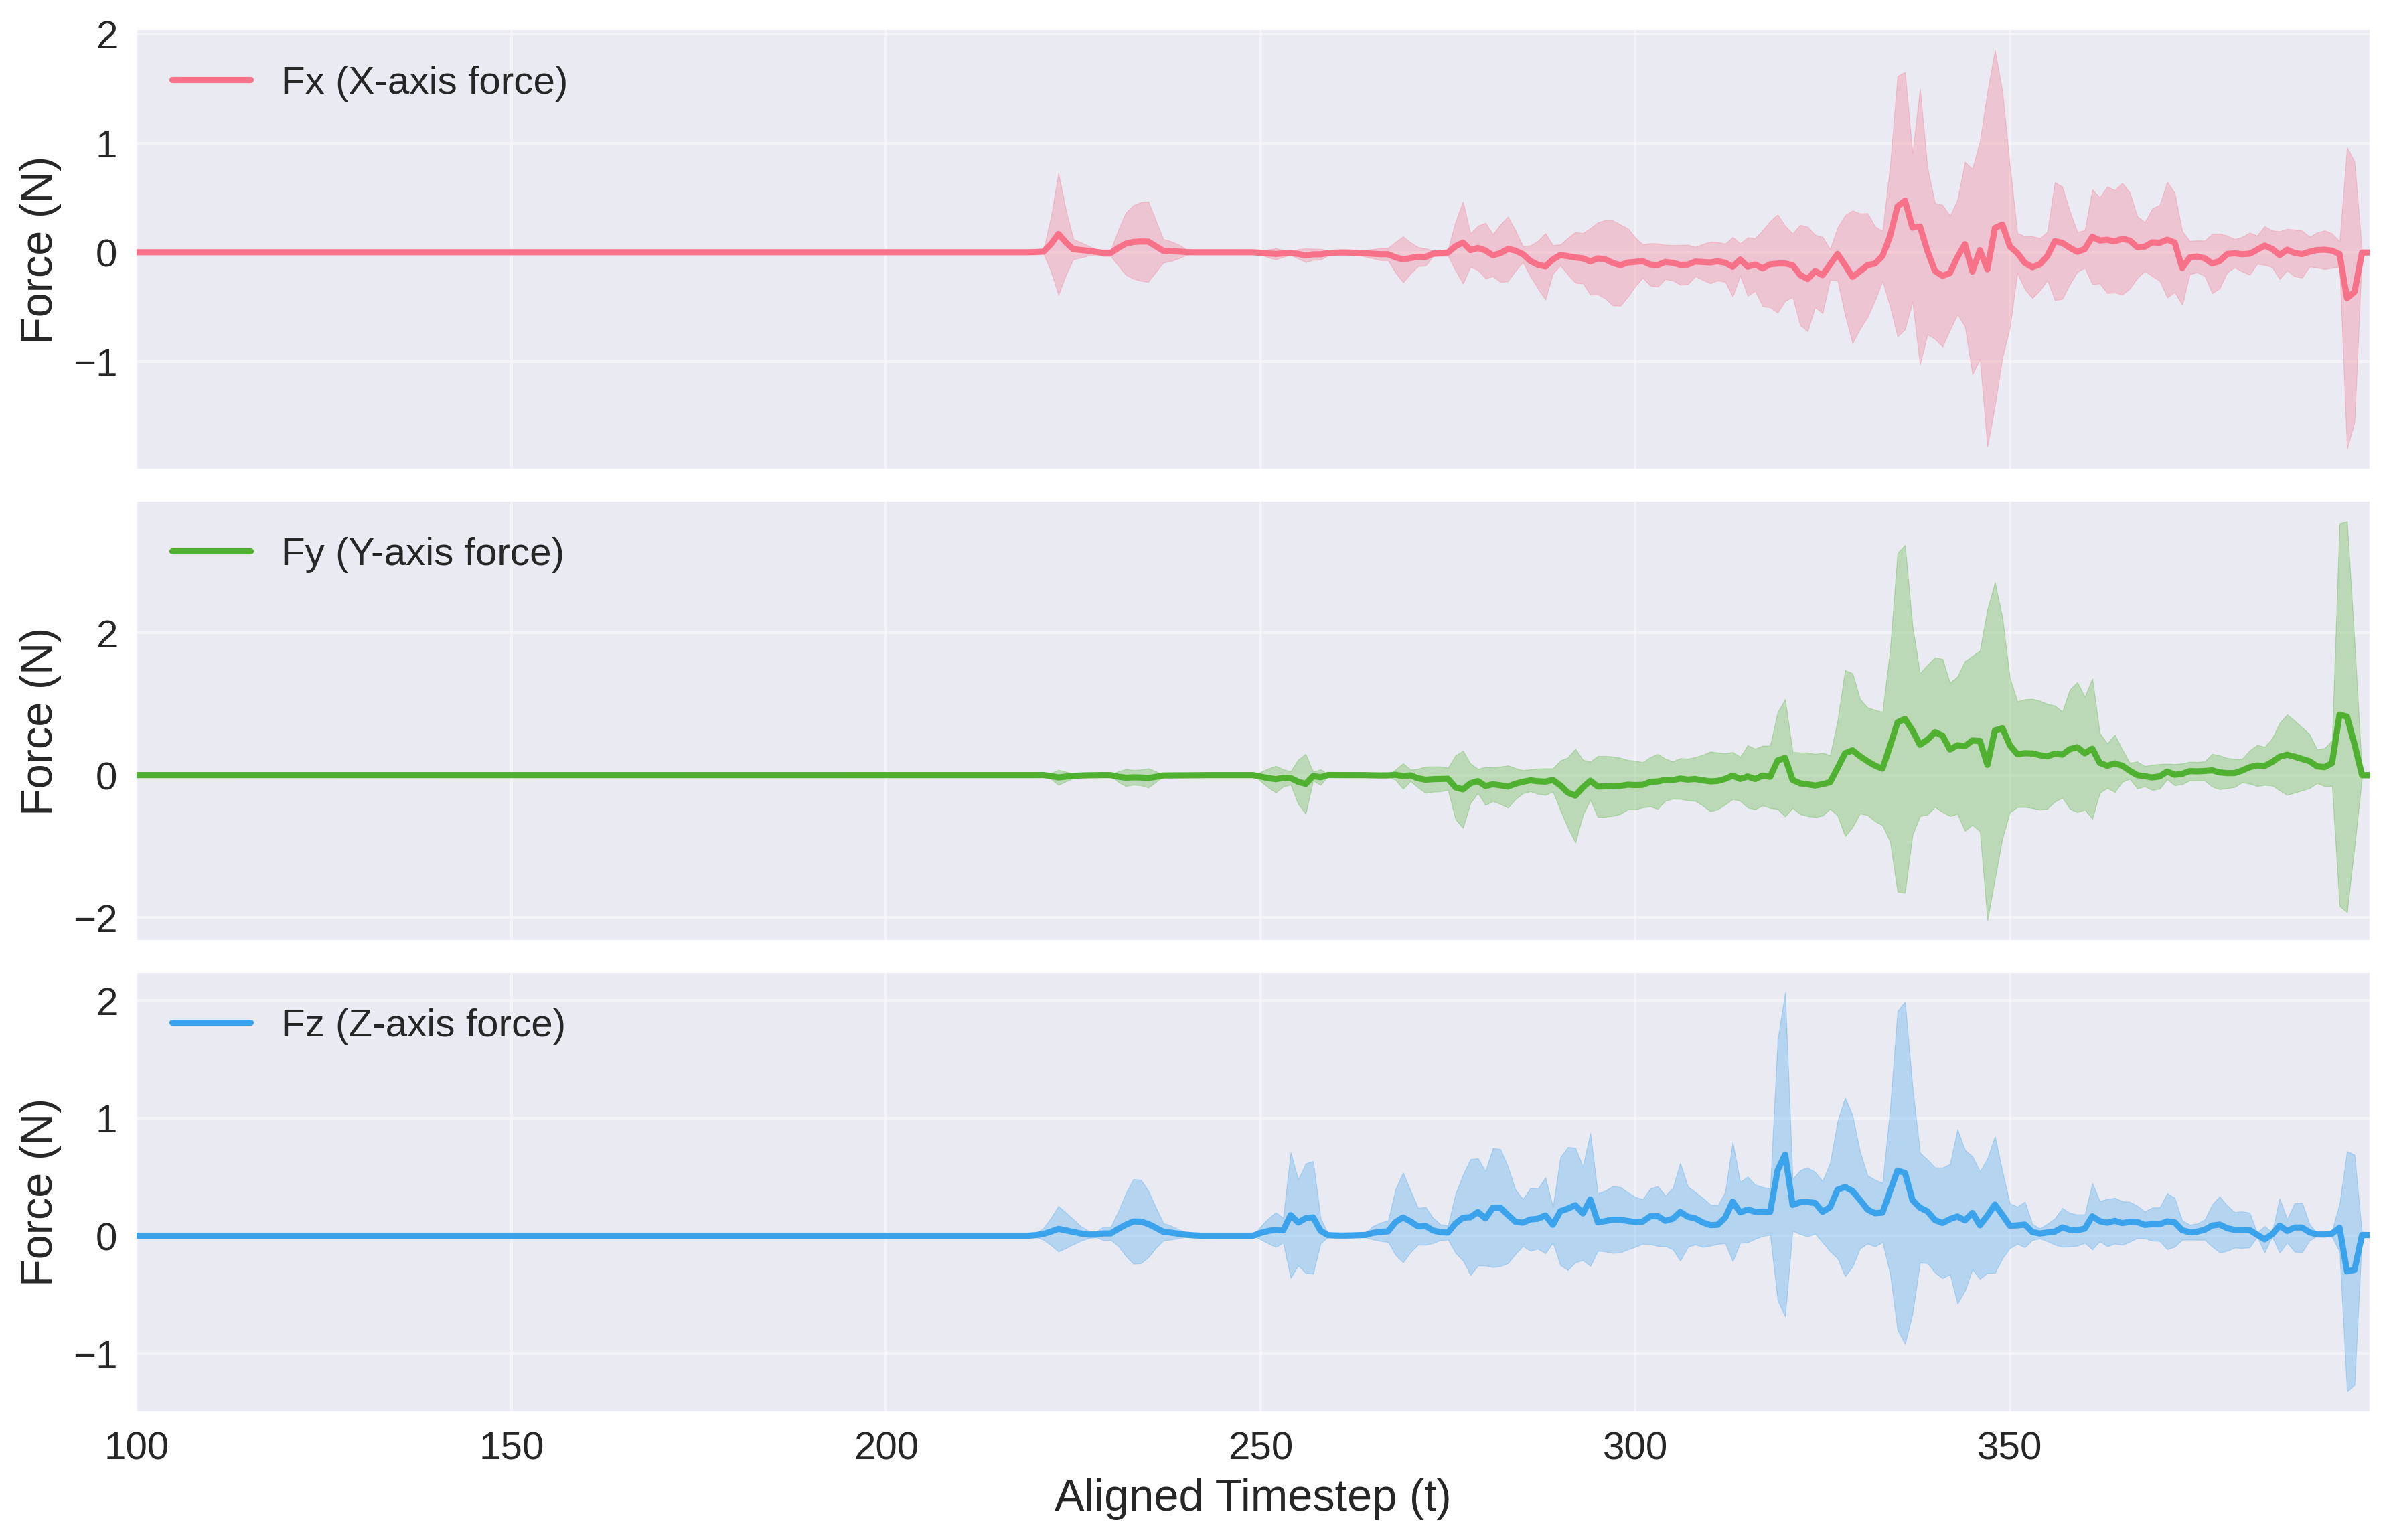 2
1
0
−1
Force (N)
Fx (X-axis force)
2
0
−2
Force (N)
Fy (Y-axis force)
2
1
0
−1
Force (N)
Fz (Z-axis force)
100 150 200 250 300 350
Aligned Timestep (t)